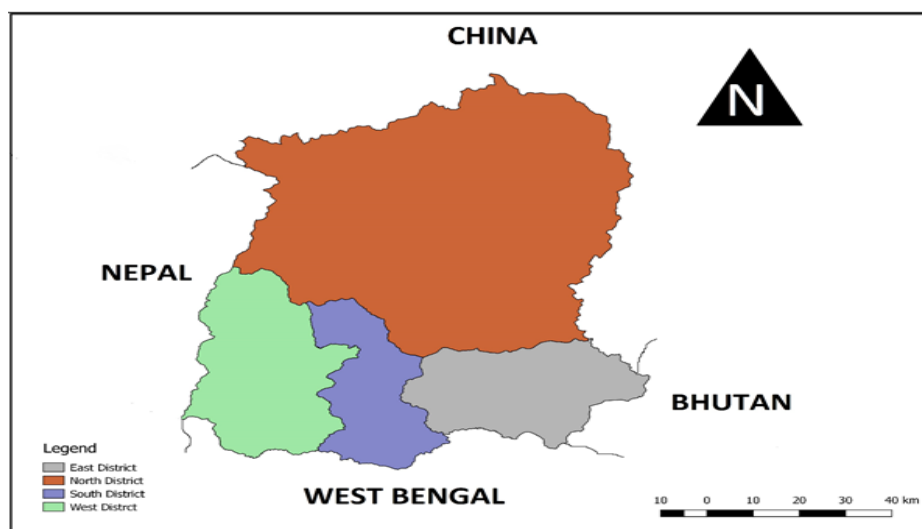 CHINA
N
NEPAL
BHUTAN
Legend
East District
North District
South District
West Distrct
WEST BENGAL
10 0 10 20 30 40 km